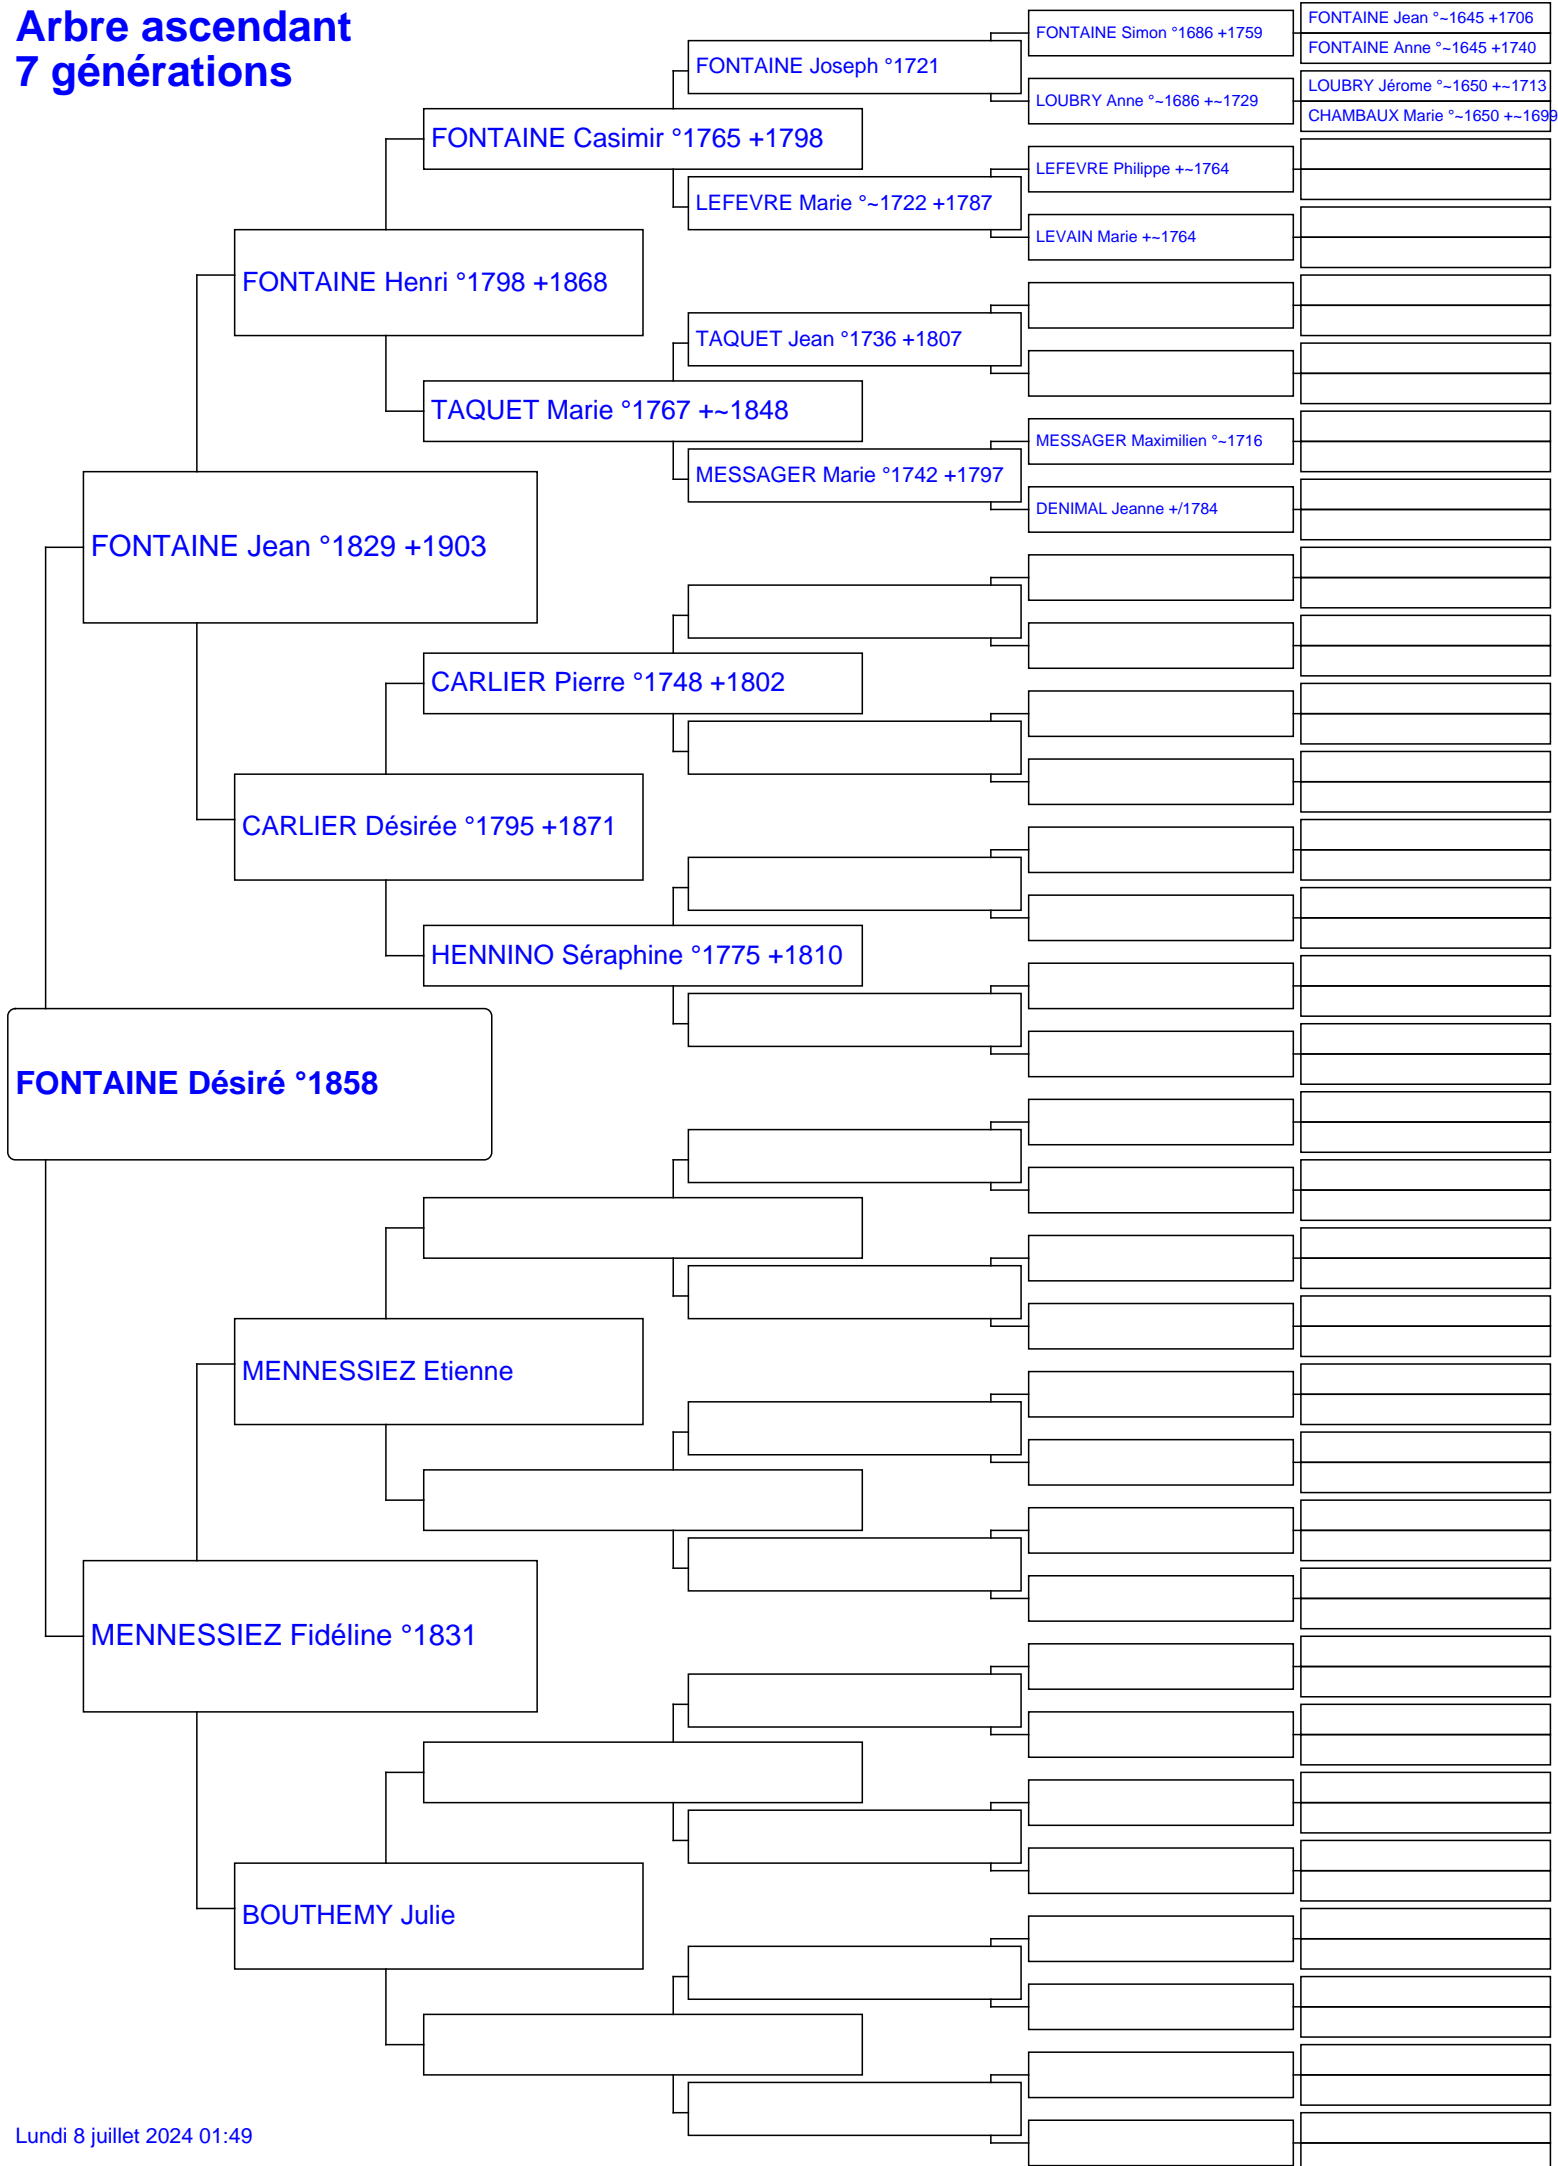 Arbre ascendant
7 générations
FONTAINE Simon °1686 +1759
FONTAINE Jean °~1645 +1706
FONTAINE Anne °~1645 +1740
FONTAINE Joseph °1721
LOUBRY Anne °~1686 +~1729
LOUBRY Jérome °~1650 +~1713
CHAMBAUX Marie °~1650 +~1699
FONTAINE Casimir °1765 +1798
LEFEVRE Philippe +~1764
LEFEVRE Marie °~1722 +1787
LEVAIN Marie +~1764
FONTAINE Henri °1798 +1868
TAQUET Jean °1736 +1807
TAQUET Marie °1767 +~1848
MESSAGER Maximilien °~1716
MESSAGER Marie °1742 +1797
DENIMAL Jeanne +/1784
FONTAINE Jean °1829 +1903
CARLIER Pierre °1748 +1802
CARLIER Désirée °1795 +1871
HENNINO Séraphine °1775 +1810
FONTAINE Désiré °1858
MENNESSIEZ Etienne
MENNESSIEZ Fidéline °1831
BOUTHEMY Julie
Lundi 8 juillet 2024 01:49